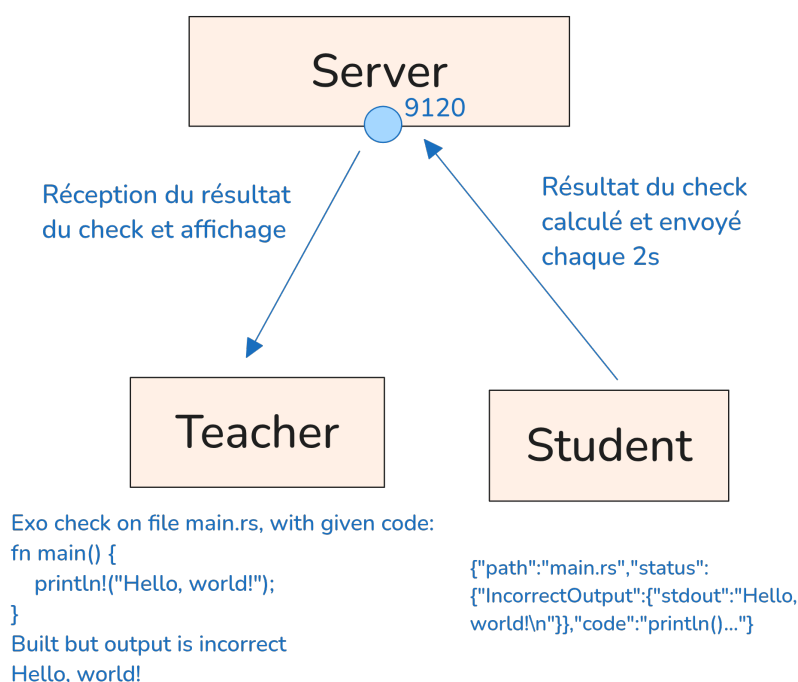 Server
9120
Réception du résultat
du check et affichage
Résultat du check
calculé et envoyé
chaque 2s
Teacher
Student
Exo check on file main.rs, with given code:
fn main() {
    println!("Hello, world!");
}
Built but output is incorrect
Hello, world!
{"path":"main.rs","status":
{"IncorrectOutput":{"stdout":"Hello,
world!\n"}},"code":"println()..."}